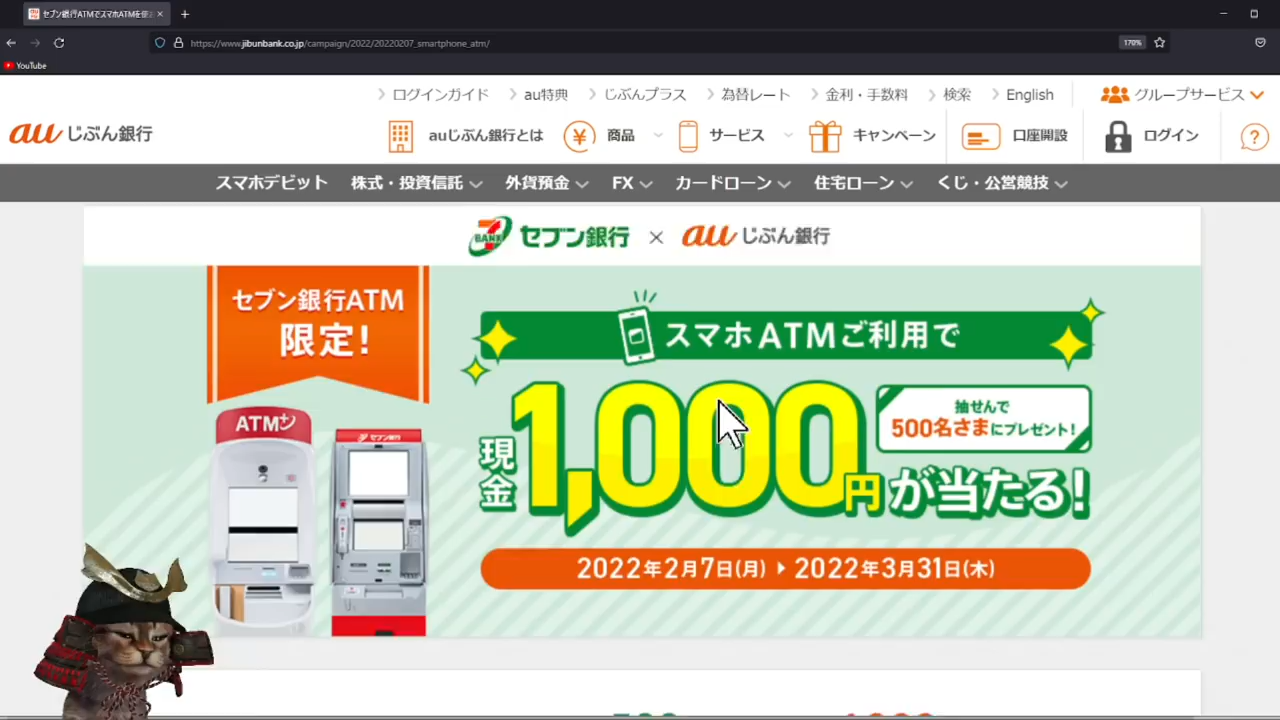 セブン銀行ATMでスマホATMを使
https://www.jibunbank.co.jp/campaign/2022/20220207_smartphone_atm/
170%
YouTube
ログインガイド au特典 じぶんプラス 為替レート 金利・手数料 検索 English グループサービス
au じぶん銀行
auじぶん銀行とは 商品 サービス キャンペーン 口座開設 ログイン
スマホデビット 株式・投資信託 外貨預金 FX カードローン 住宅ローン くじ・公営競技
7 BANK セブン銀行 × au じぶん銀行
セブン銀行ATM
限定!
スマホATMご利用で
現金1,000円が当たる!
抽せんで
500名さまにプレゼント!
2022年2月7日(月) 2022年3月31日(木)
ATM+
セブン銀行